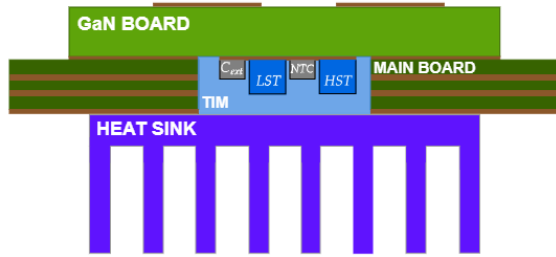 GaN BOARD
C_ext LST NTC HST
MAIN BOARD
TIM
HEAT SINK